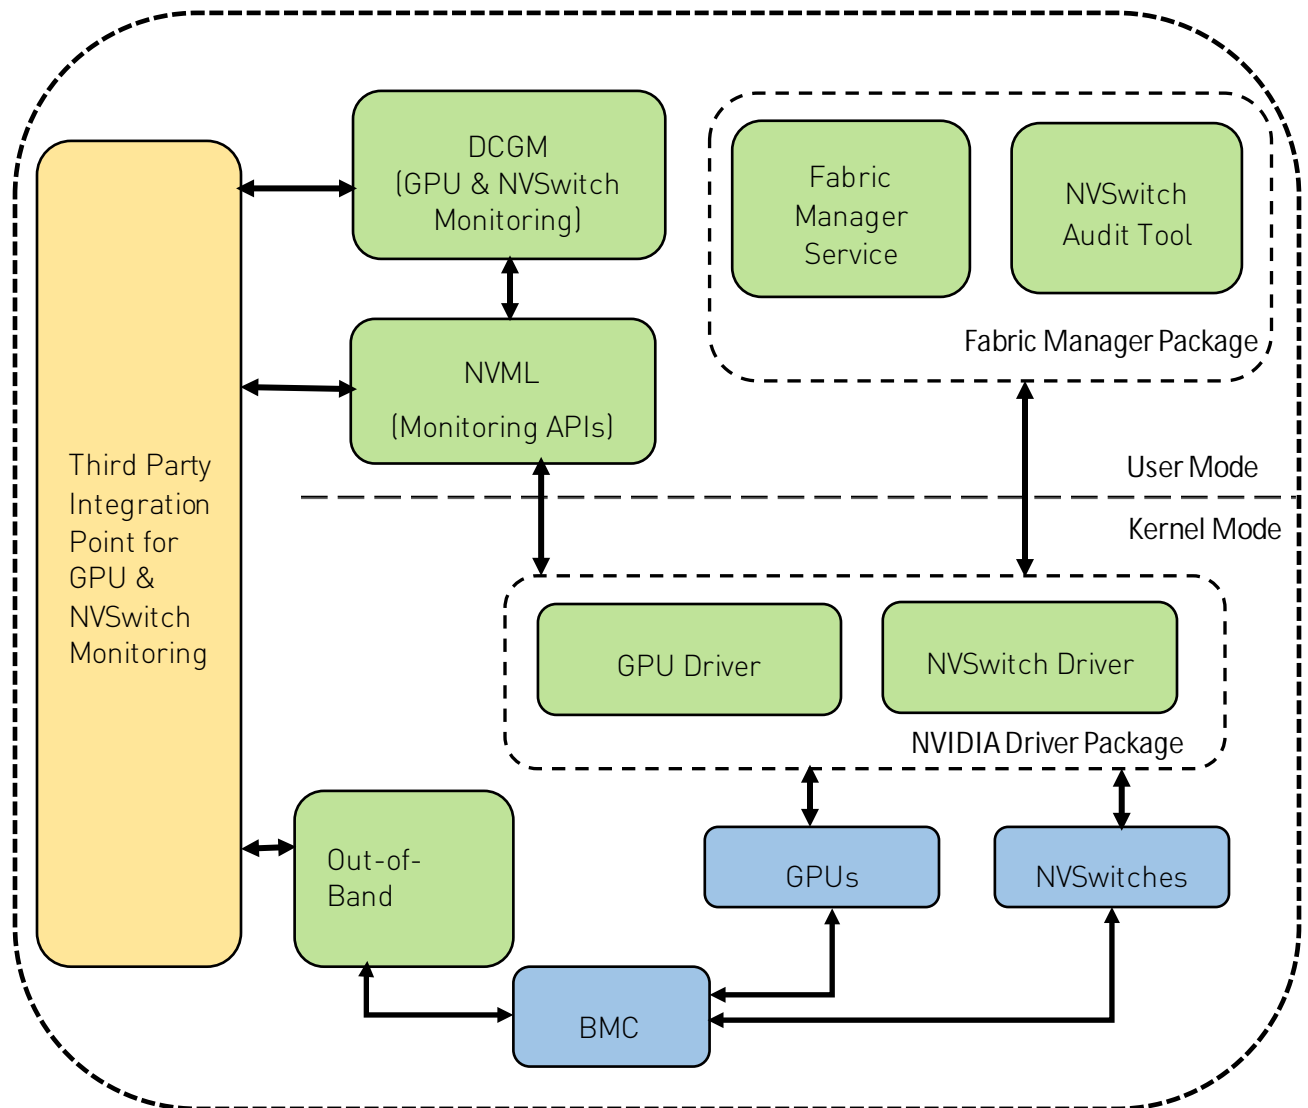 DCGM
(GPU & NVSwitch
Monitoring)
Fabric
Manager
Service
NVSwitch
Audit Tool
Fabric Manager Package
NVML
(Monitoring APIs)
Third Party
Integration
Point for
GPU &
NVSwitch
Monitoring
User Mode
Kernel Mode
GPU Driver
NVSwitch Driver
NVIDIA Driver Package
Out-of-
Band
GPUs
NVSwitches
BMC